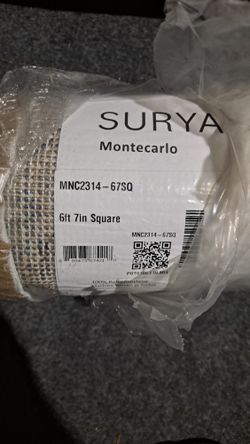 SURYA
Montecarlo
MNC2314-67SQ
6ft 7in Square
MNC2314-67SQ